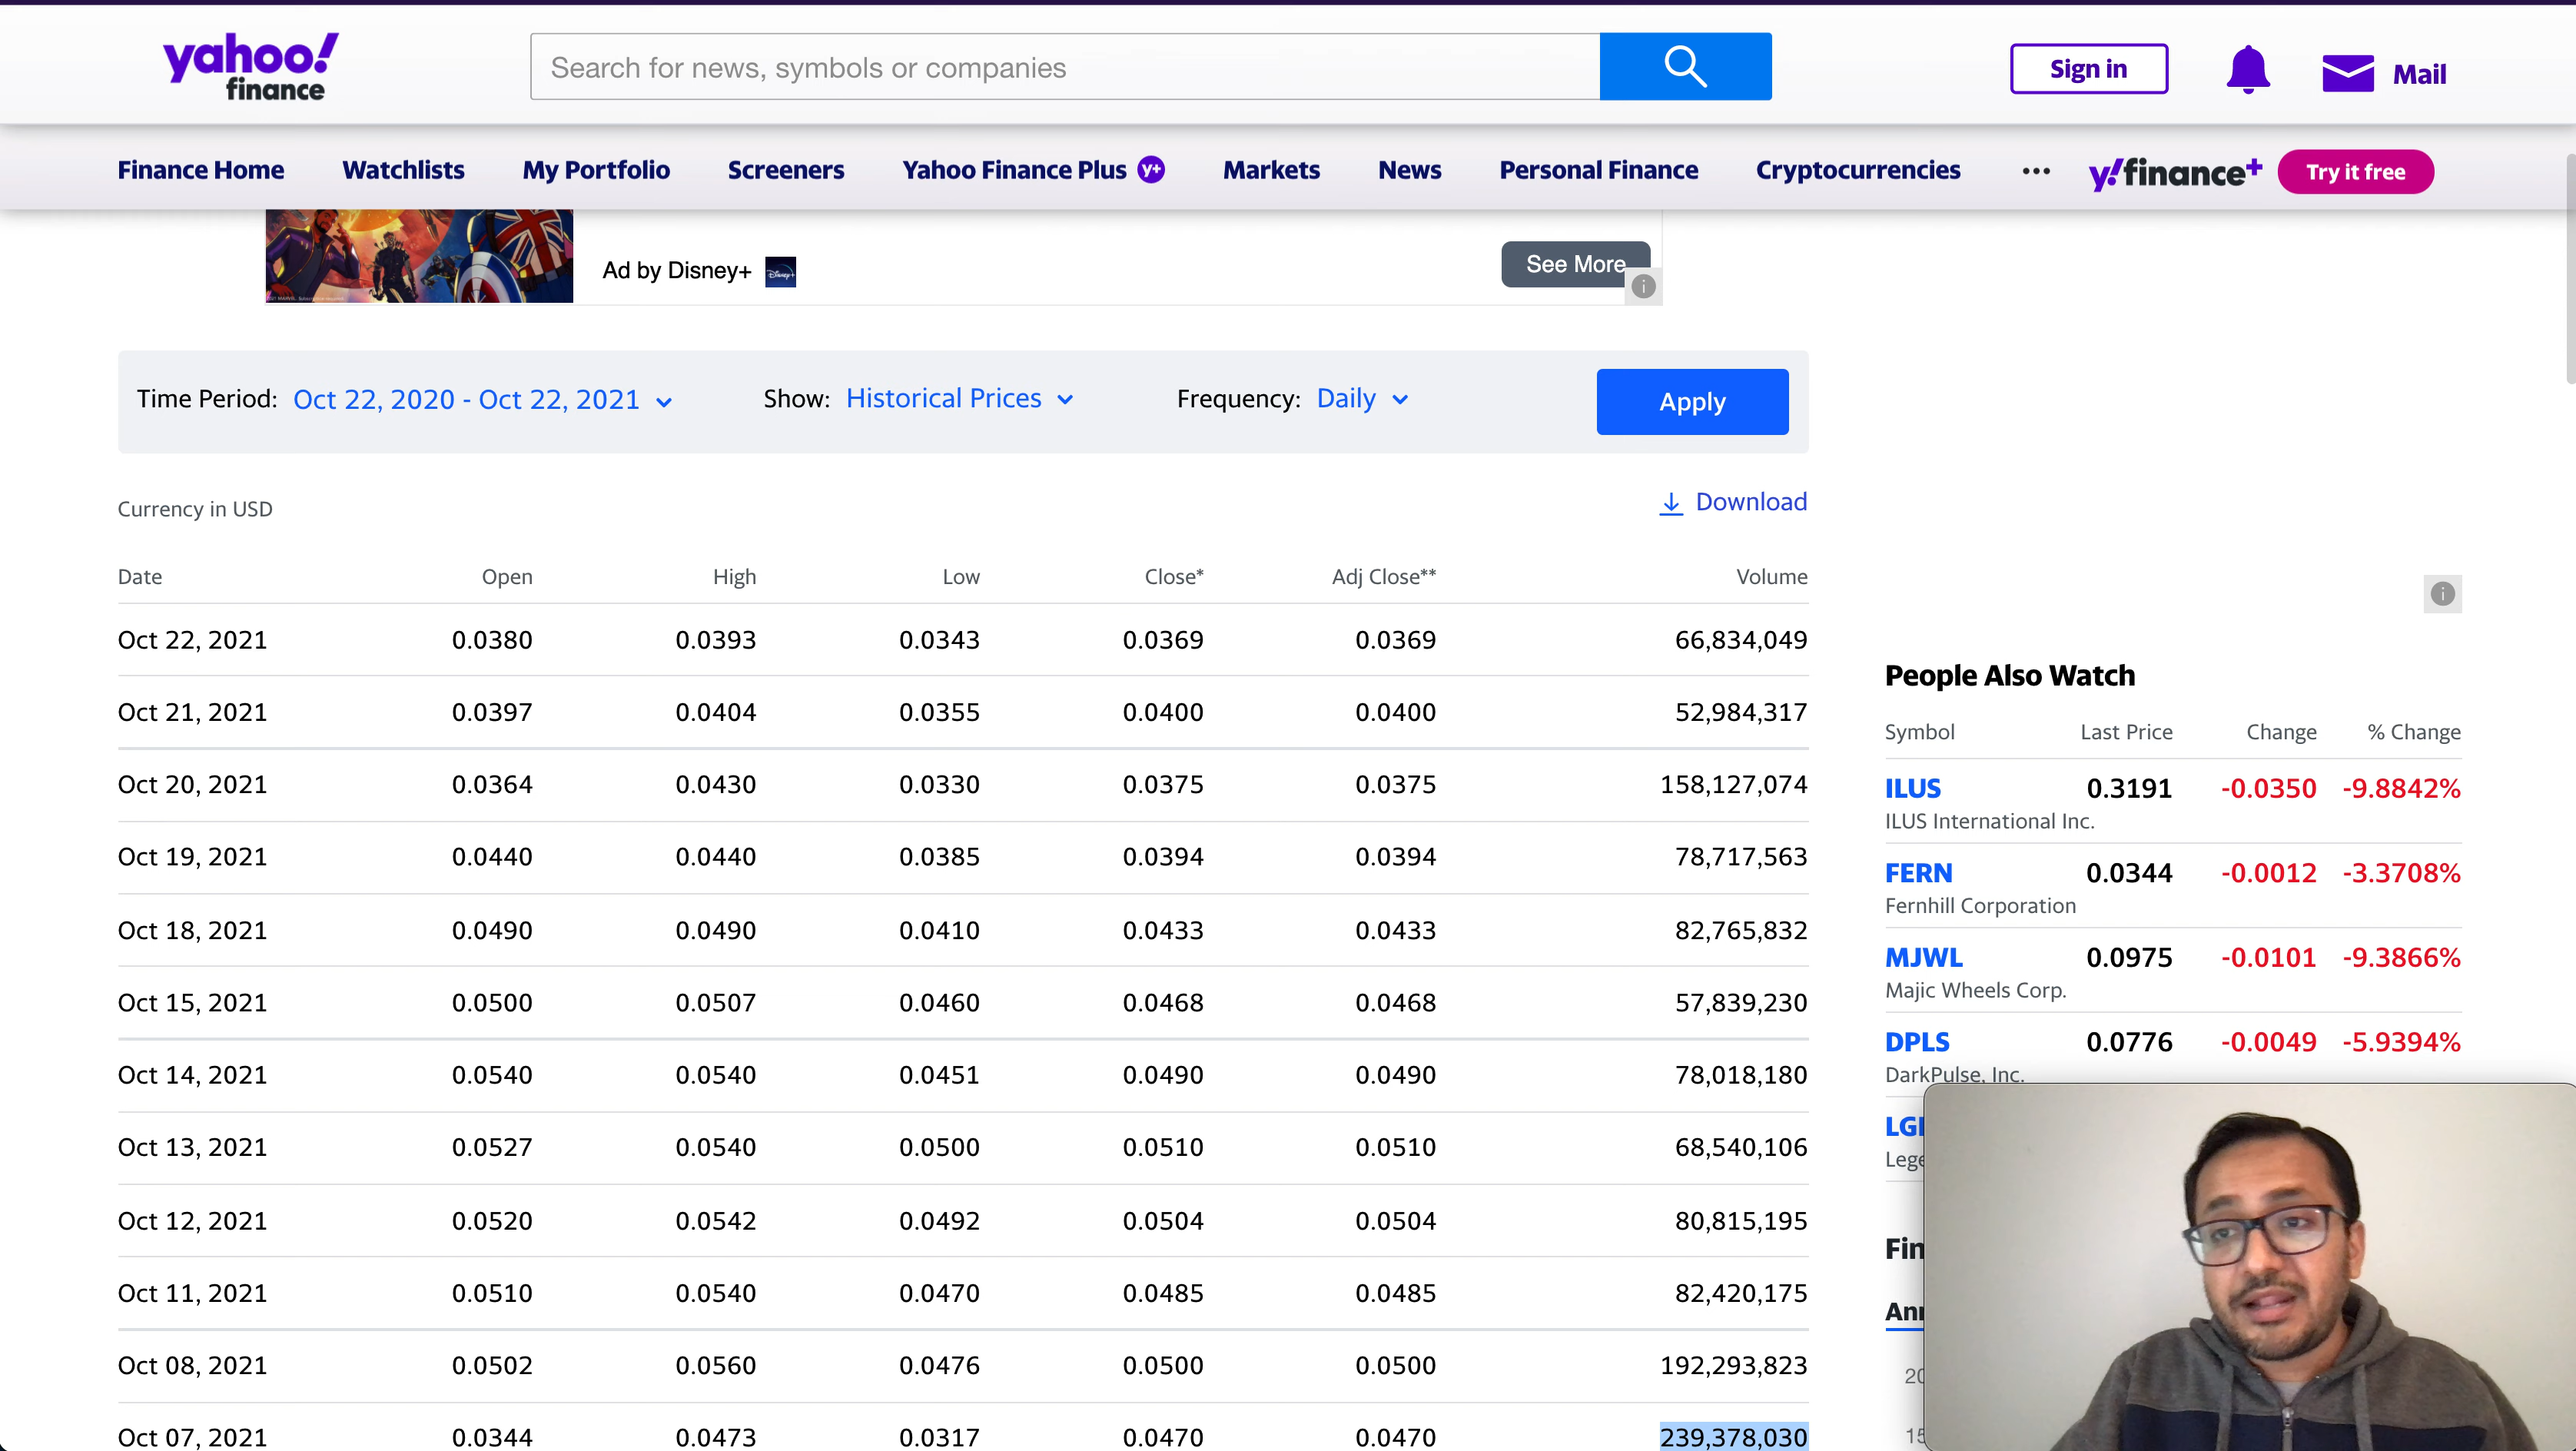 yahoo!
finance
Search for news, symbols or companies
Sign in
Mail
Finance Home Watchlists My Portfolio Screeners Yahoo Finance Plus y+ Markets News Personal Finance Cryptocurrencies ... y!finance+ Try it free
Ad by Disney+
See More
Time Period: Oct 22, 2020 - Oct 22, 2021 Show: Historical Prices Frequency: Daily Apply
Currency in USD Download
Date Open High Low Close* Adj Close** Volume
Oct 22, 2021 0.0380 0.0393 0.0343 0.0369 0.0369 66,834,049
Oct 21, 2021 0.0397 0.0404 0.0355 0.0400 0.0400 52,984,317
Oct 20, 2021 0.0364 0.0430 0.0330 0.0375 0.0375 158,127,074
Oct 19, 2021 0.0440 0.0440 0.0385 0.0394 0.0394 78,717,563
Oct 18, 2021 0.0490 0.0490 0.0410 0.0433 0.0433 82,765,832
Oct 15, 2021 0.0500 0.0507 0.0460 0.0468 0.0468 57,839,230
Oct 14, 2021 0.0540 0.0540 0.0451 0.0490 0.0490 78,018,180
Oct 13, 2021 0.0527 0.0540 0.0500 0.0510 0.0510 68,540,106
Oct 12, 2021 0.0520 0.0542 0.0492 0.0504 0.0504 80,815,195
Oct 11, 2021 0.0510 0.0540 0.0470 0.0485 0.0485 82,420,175
Oct 08, 2021 0.0502 0.0560 0.0476 0.0500 0.0500 192,293,823
Oct 07, 2021 0.0344 0.0473 0.0317 0.0470 0.0470 239,378,030
People Also Watch
Symbol Last Price Change % Change
ILUS 0.3191 -0.0350 -9.8842%
ILUS International Inc.
FERN 0.0344 -0.0012 -3.3708%
Fernhill Corporation
MJWL 0.0975 -0.0101 -9.3866%
Majic Wheels Corp.
DPLS 0.0776 -0.0049 -5.9394%
DarkPulse, Inc.
Lege
Fin